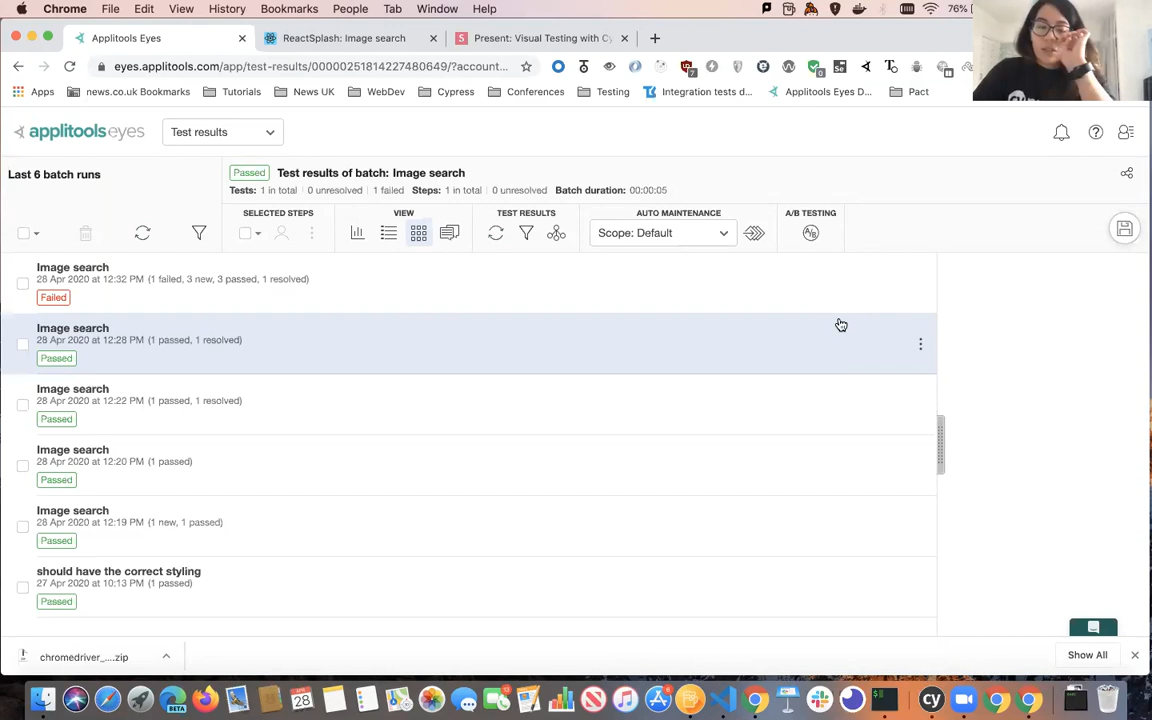 Chrome File Edit View History Bookmarks People Tab Window Help 76%
Applitools Eyes ReactSplash: Image search Present: Visual Testing with Cy
eyes.applitools.com/app/test-results/00000251814227480649/?account... 7 0
Apps news.co.uk Bookmarks Tutorials News UK WebDev Cypress Conferences Testing Integration tests d... Applitools Eyes D... Pact
applitools eyes Test results
Last 6 batch runs
Passed Test results of batch: Image search
Tests: 1 in total 0 unresolved 1 failed Steps: 1 in total 0 unresolved Batch duration: 00:00:05
SELECTED STEPS VIEW TEST RESULTS AUTO MAINTENANCE A/B TESTING
Scope: Default
Image search
28 Apr 2020 at 12:32 PM (1 failed, 3 new, 3 passed, 1 resolved)
Failed
Image search
28 Apr 2020 at 12:28 PM (1 passed, 1 resolved)
Passed
Image search
28 Apr 2020 at 12:22 PM (1 passed, 1 resolved)
Passed
Image search
28 Apr 2020 at 12:20 PM (1 passed)
Passed
Image search
28 Apr 2020 at 12:19 PM (1 new, 1 passed)
Passed
should have the correct styling
27 Apr 2020 at 10:13 PM (1 passed)
Passed
chromedriver_....zip Show All